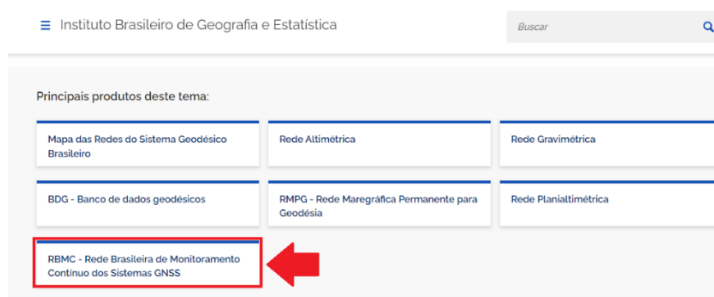 Instituto Brasileiro de Geografia e Estatística
Buscar
Principais produtos deste tema:
Mapa das Redes do Sistema Geodésico
Brasileiro
Rede Altimétrica
Rede Gravimétrica
BDG - Banco de dados geodésicos
RMPG - Rede Maregráfica Permanente para
Geodésia
Rede Planialtimétrica
RBMC - Rede Brasileira de Monitoramento
Contínuo dos Sistemas GNSS